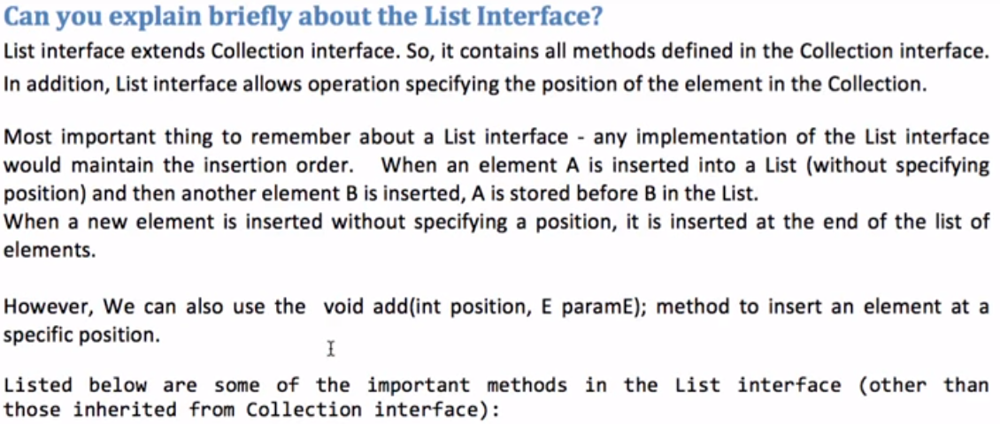 Can you explain briefly about the List Interface?
List interface extends Collection interface. So, it contains all methods defined in the Collection interface.
In addition, List interface allows operation specifying the position of the element in the Collection.
Most important thing to remember about a List interface - any implementation of the List interface
would maintain the insertion order. When an element A is inserted into a List (without specifying
position) and then another element B is inserted, A is stored before B in the List.
When a new element is inserted without specifying a position, it is inserted at the end of the list of
elements.
However, We can also use the void add(int position, E paramE); method to insert an element at a
specific position.
Listed below are some of the important methods in the List interface (other than
those inherited from Collection interface):